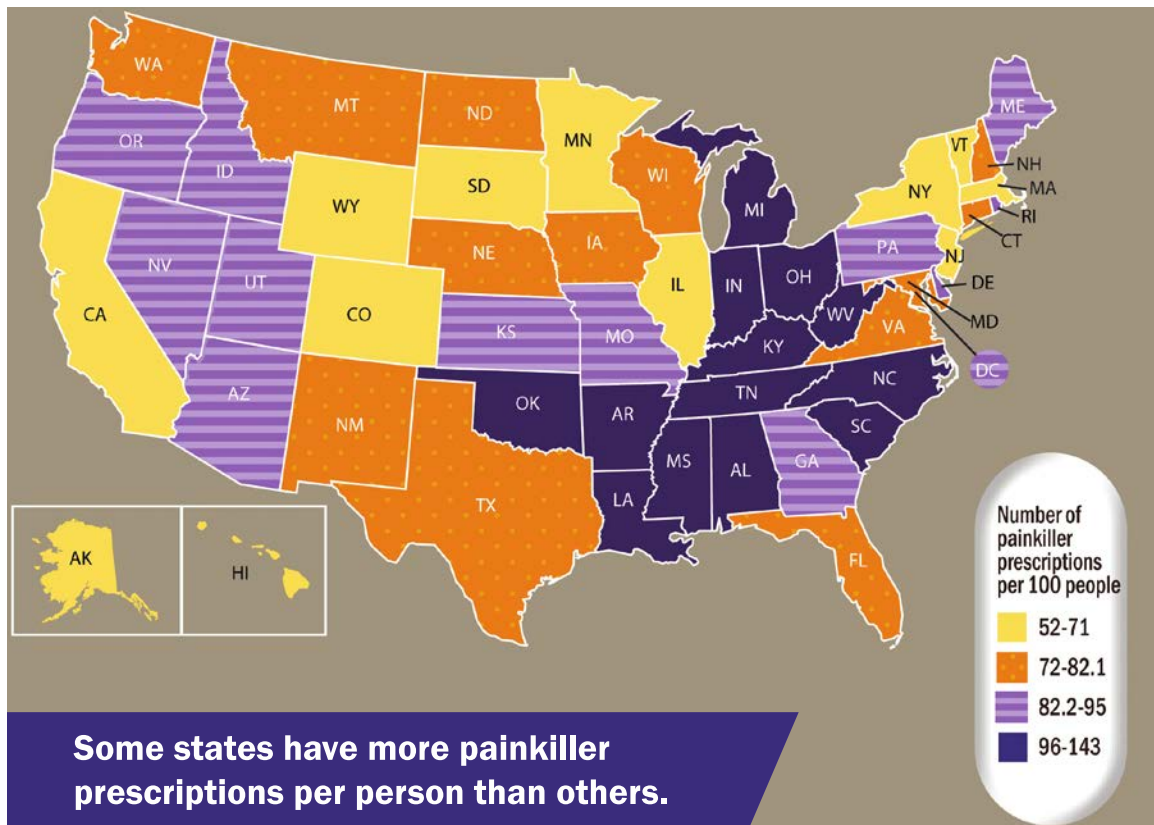 WA
MT
ND
MN
ME
OR
ID
WY
SD
WI
MI
VT
NH
NY
MA
RI
CT
NV
UT
CO
NE
IA
IL
IN
OH
PA
NJ
DE
MD
CA
KS
MO
KY
WV
VA
DC
AZ
NM
OK
AR
TN
NC
SC
TX
LA
MS
AL
GA
FL
AK
HI
Number of
painkiller
prescriptions
per 100 people
52-71
72-82.1
82.2-95
96-143
Some states have more painkiller
prescriptions per person than others.